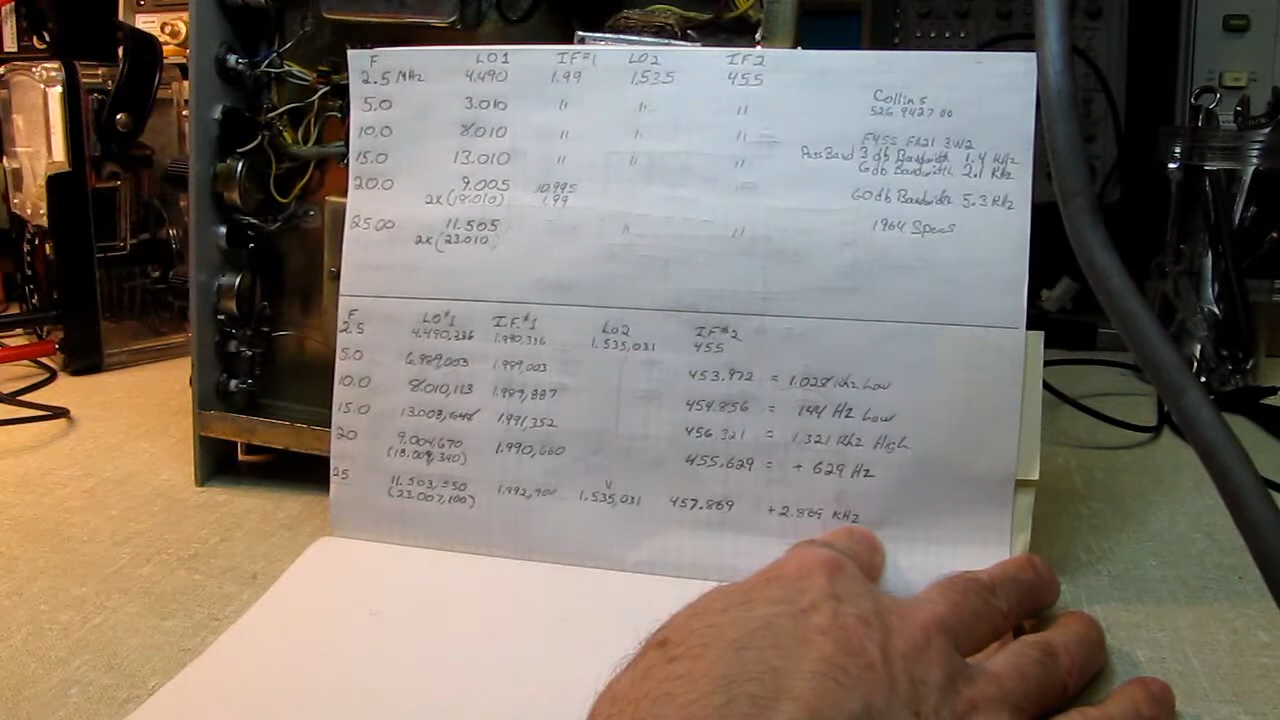 F LO1 IF#1 LO2 IF2
2.5 MHz 4.490 1.99 1.535 455
5.0 3.010 " " "
10.0 8.010 " " "
15.0 13.010 " " "
20.0 9.005 10.995 "
2x(18.010) 1.99
25.00 11.505 " "
2x(23.010)
Collins
526 9427 00
F455 FA21 3W2
PassBand 3 db Bandwidth 1.4 KHz
6 db Bandwidth 2.1 KHz
60 db Bandwidth 5.3 KHz
1964 Specs
F LO#1 I.F.#1 LO2 IF#2
2.5 4.490,336 1.990,336 1.535,031 455
5.0 6.989,003 1.989,003 453.972 = 1.028 KHz Low
10.0 8.010,113 1.989,887 454.856 = 144 Hz Low
15.0 13.008,648 1.991,352 456.321 = 1.321 KHz High
20 9.004,670 1.990,660 455.629 = + 629 Hz
(18.009,340)
25 11.503,550 1.992,900 1.535,031 457.869 +2.869 KHz
(23.007,100)